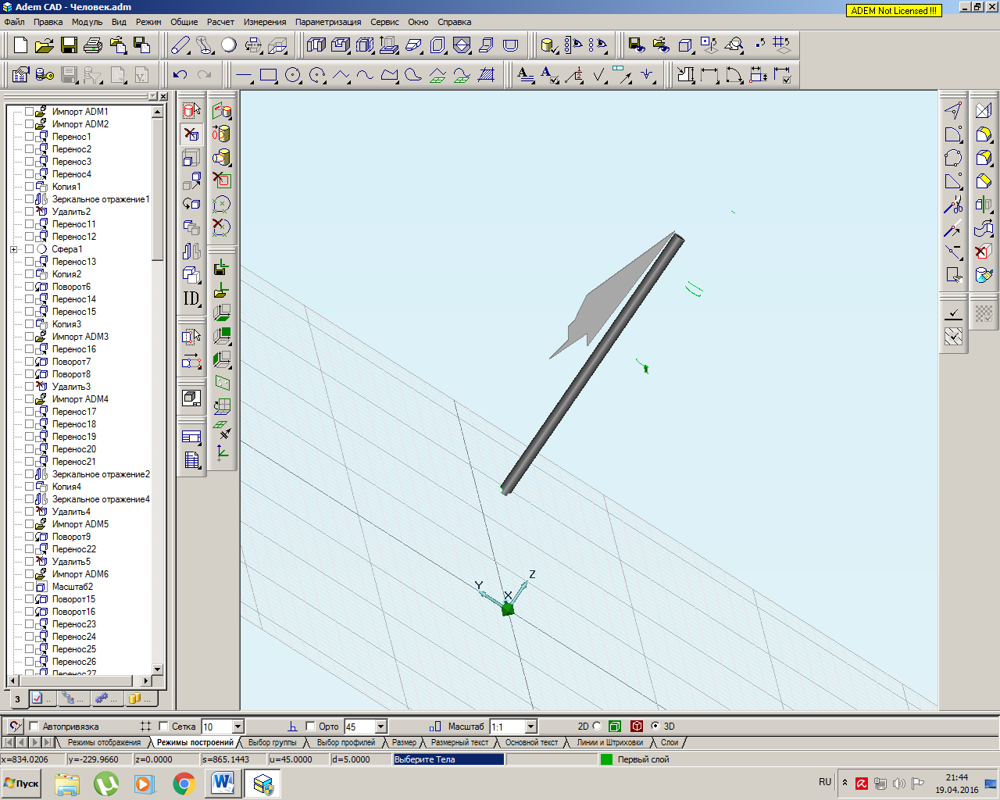 Adem CAD - Человек.adm
ADEM Not Licensed !!!
Файл Правка Модуль Вид Режим Общие Расчет Измерения Параметризация Сервис Окно Справка
Импорт ADM1
Импорт ADM2
Перенос1
Перенос2
Перенос3
Перенос4
Копия1
Зеркальное отражение1
Удалить2
Перенос11
Перенос12
Сфера1
Перенос13
Копия2
Поворот6
Перенос14
Перенос15
Копия3
Импорт ADM3
Перенос16
Поворот7
Поворот8
Удалить3
Импорт ADM4
Перенос17
Перенос18
Перенос19
Перенос20
Перенос21
Зеркальное отражение2
Копия4
Зеркальное отражение4
Удалить4
Импорт ADM5
Поворот9
Перенос22
Удалить5
Импорт ADM6
Масштаб2
Поворот15
Поворот16
Перенос23
Перенос24
Перенос25
Перенос26
Перенос27
ID
Y X Z
3 ... ... ... ...
Автопривязка Сетка 10 Орто 45 Масштаб 1:1 2D 3D
Режимы отображения Режимы построений Выбор группы Выбор профилей Размер Размерный текст Основной текст Линии и Штриховки Слои
x=834.0206 y=-229.9660 z=0.0000 s=865.1443 u=45.0000 d=5.0000 Выберите Тела Первый слой
Пуск
RU
21:44
19.04.2016